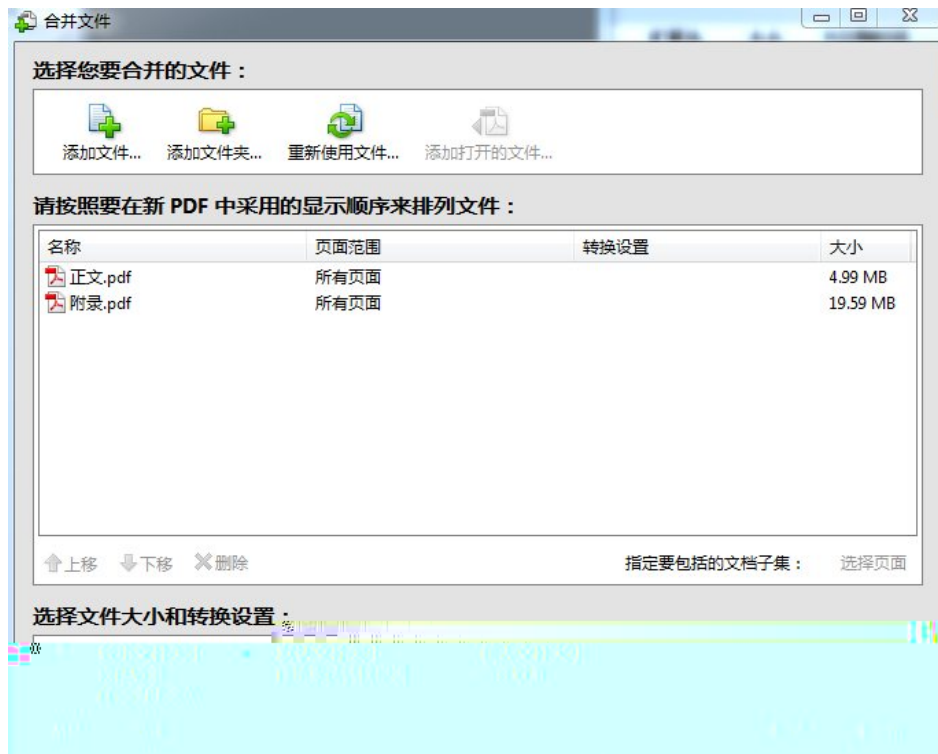 合并文件
选择您要合并的文件：
添加文件... 添加文件夹... 重新使用文件... 添加打开的文件...
请按照要在新 PDF 中采用的显示顺序来排列文件：
名称 页面范围 转换设置 大小
正文.pdf 所有页面 4.99 MB
附录.pdf 所有页面 19.59 MB
上移 下移 删除 指定要包括的文档子集： 选择页面
选择文件大小和转换设置：